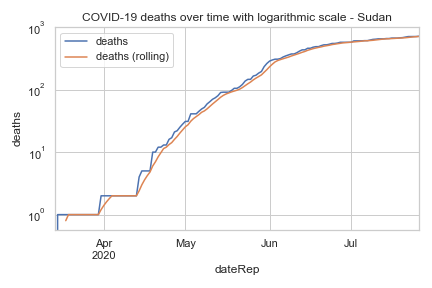 COVID-19 deaths over time with logarithmic scale - Sudan
deaths
deaths (rolling)
10³
10²
10¹
10⁰
deaths
Apr
2020
May
Jun
Jul
dateRep